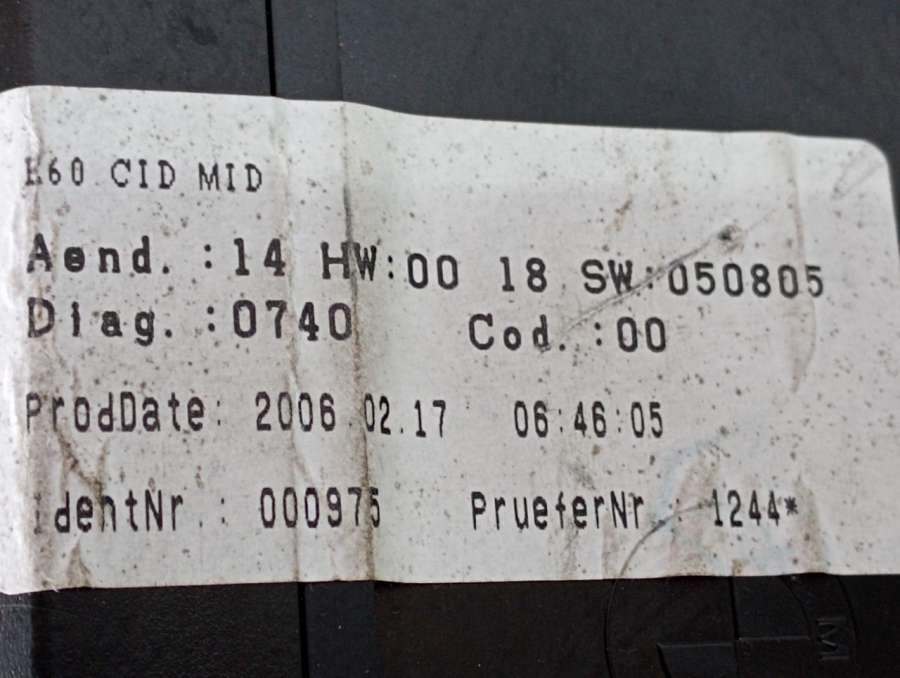 E60 CID MID
Aend. :14 HW:00 18 SW:050805
Diag. :0740 Cod. :00
ProdDate: 2006.02.17 06:46:05
IdentNr.: 000975 PrueferNr.: 1244*
M